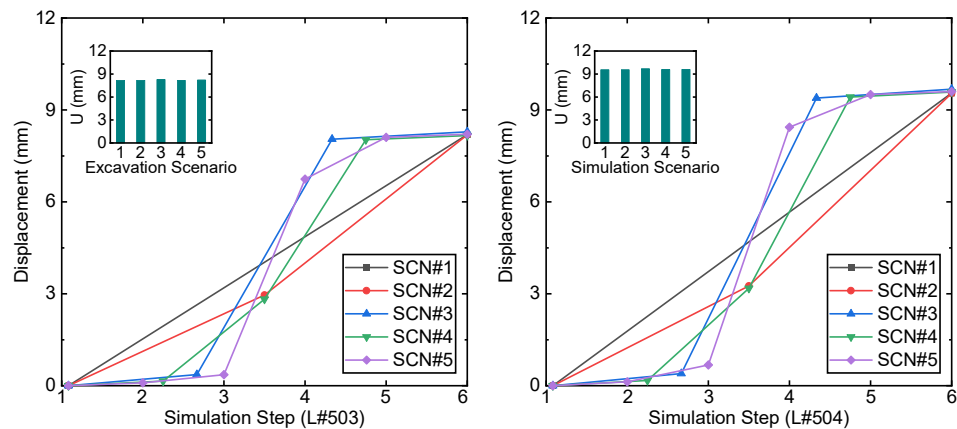 12
9
6
3
0
Displacement (mm)
12
9
6
3
0
U (mm)
1 2 3 4 5
Excavation Scenario
SCN#1
SCN#2
SCN#3
SCN#4
SCN#5
1 2 3 4 5 6
Simulation Step (L#503)
12
9
6
3
0
Displacement (mm)
12
9
6
3
0
U (mm)
1 2 3 4 5
Simulation Scenario
SCN#1
SCN#2
SCN#3
SCN#4
SCN#5
1 2 3 4 5 6
Simulation Step (L#504)